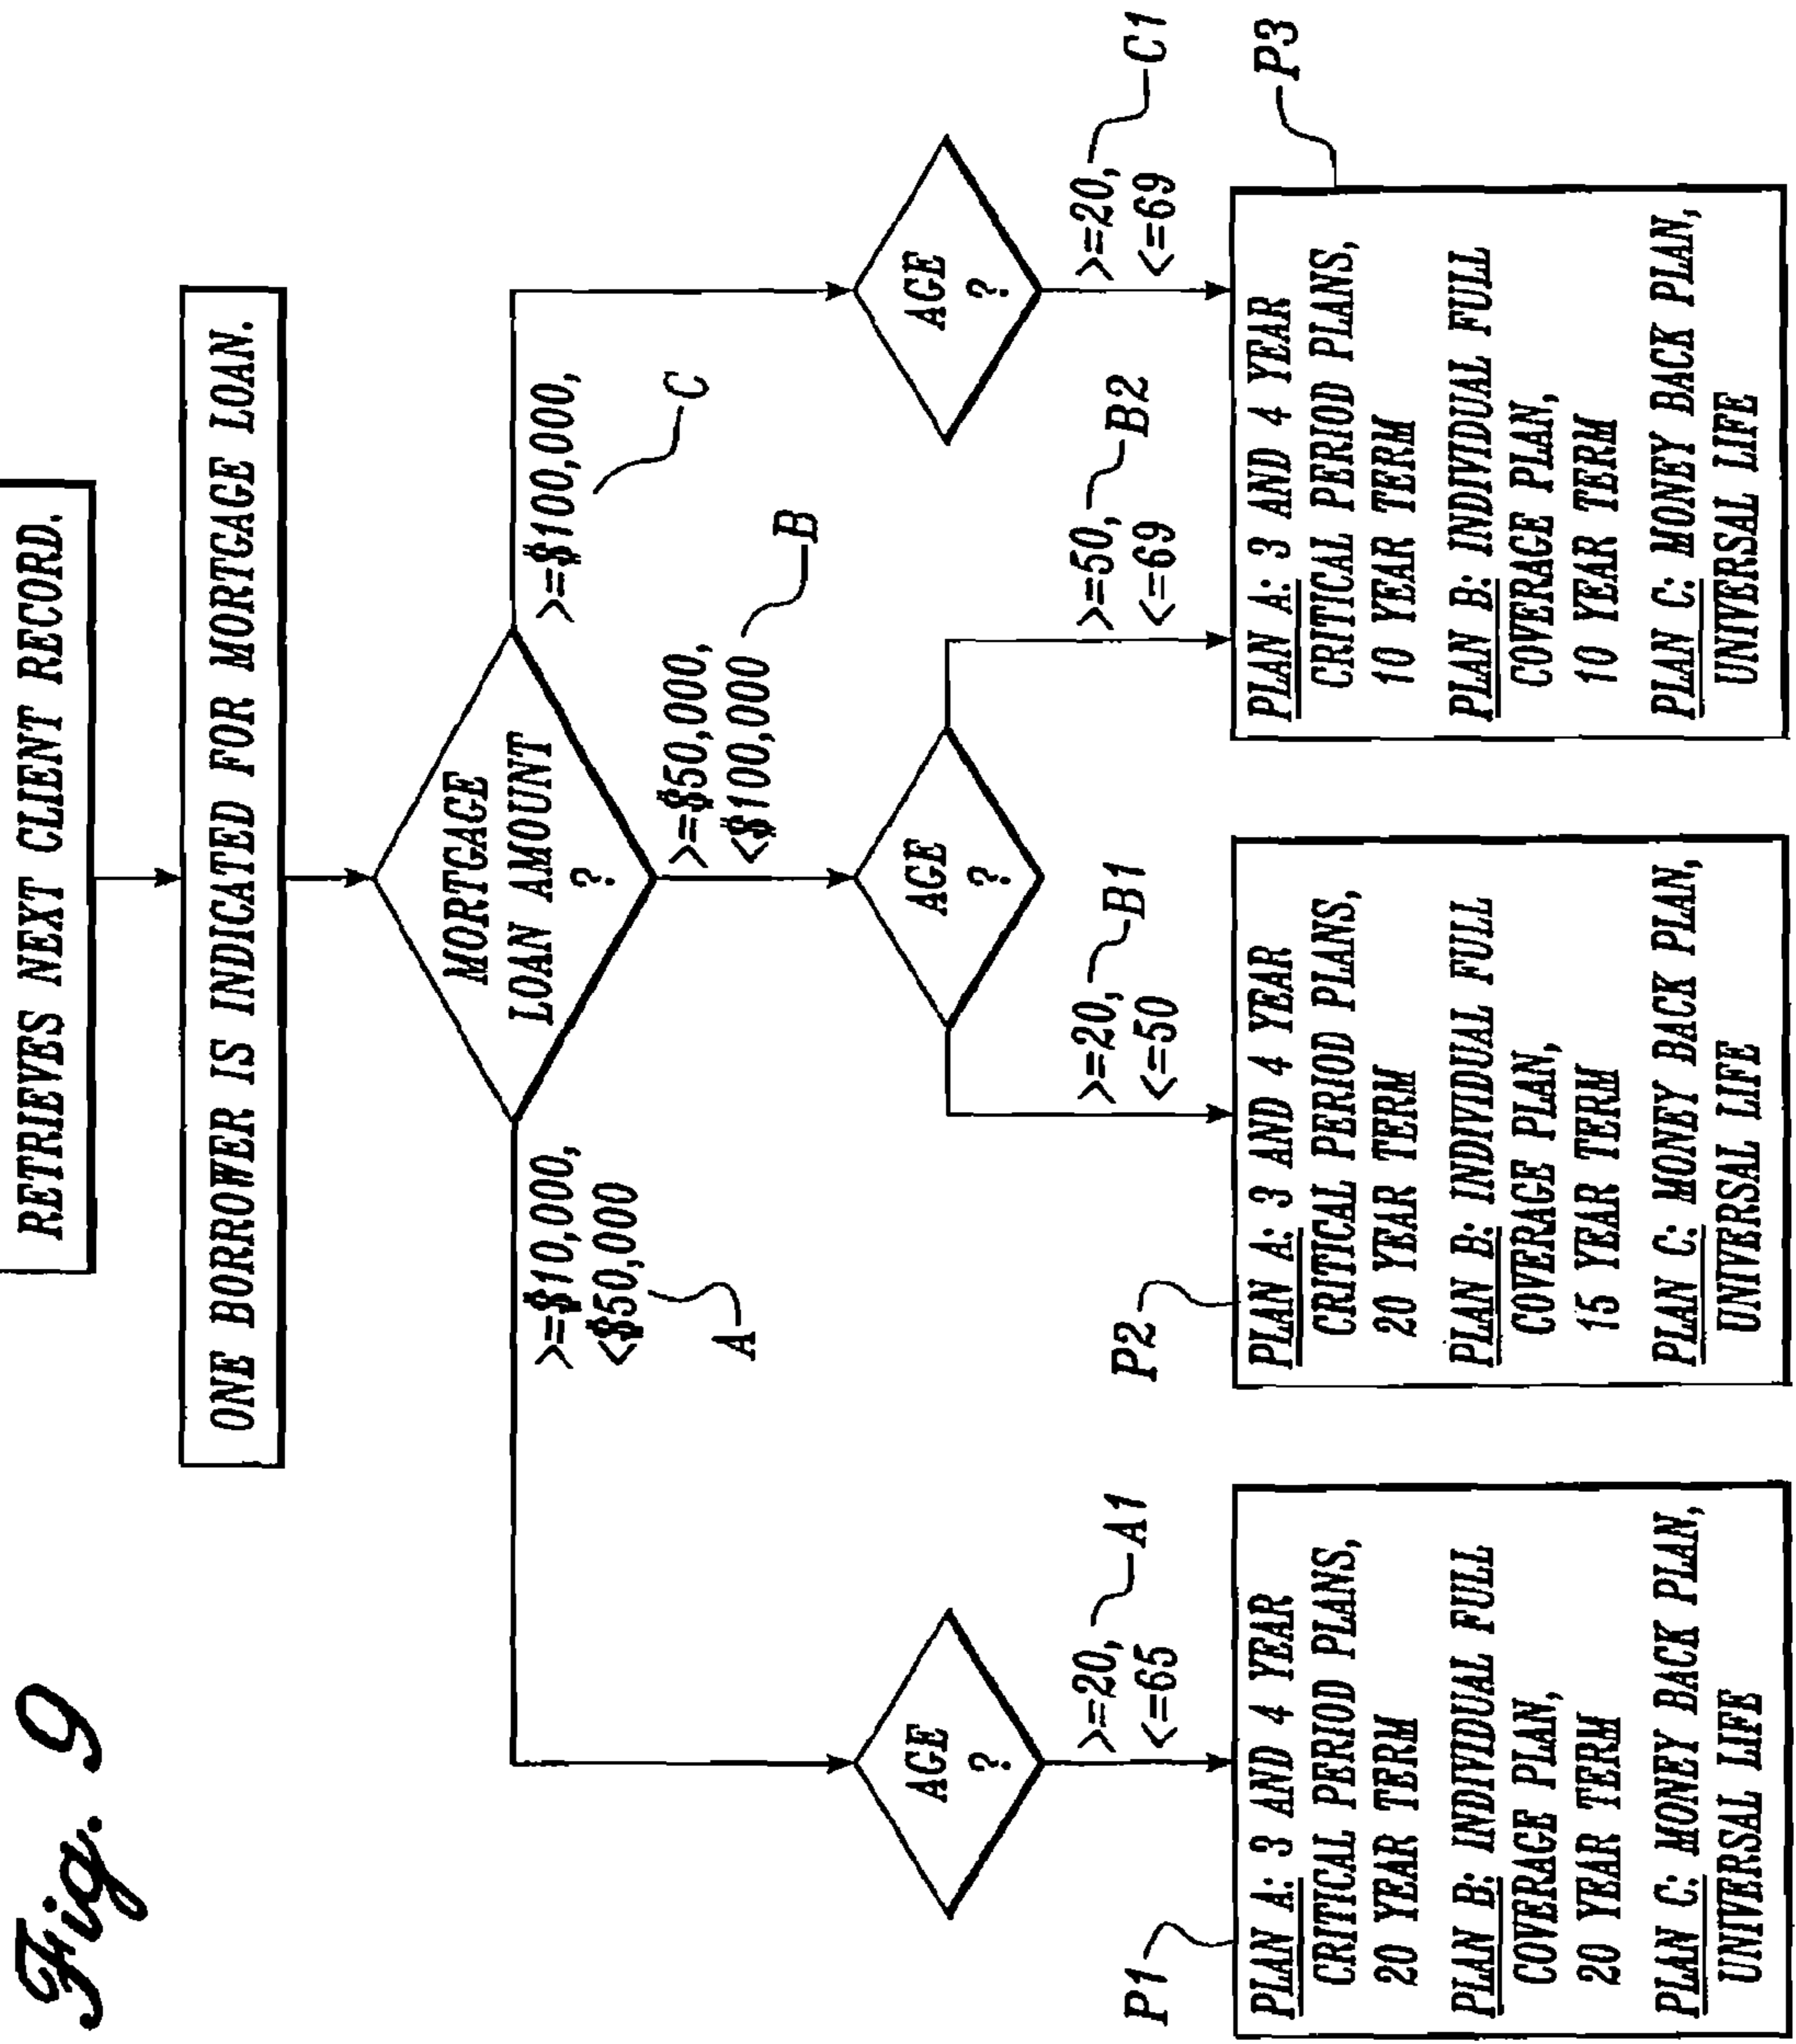 Fig. 9
RETRIEVES NEXT CLIENT RECORD.
ONE BORROWER IS INDICATED FOR MORTGAGE LOAN.
MORTGAGE
LOAN AMOUNT
?
>=$10,000,
<$50,000
A
>=$50,000,
<$100,000
B
>=$100,000,
C
AGE
?
AGE
?
AGE
?
>=20,
<=65
A1
>=20,
<=50
B1
>=50,
<=69
B2
>=20,
<=69
C1
P1
PLAN A: 3 AND 4 YEAR
CRITICAL PERIOD PLANS,
20 YEAR TERM
PLAN B: INDIVIDUAL FULL
COVERAGE PLAN,
20 YEAR TERM
PLAN C: MONEY BACK PLAN,
UNIVERSAL LIFE
P2
PLAN A: 3 AND 4 YEAR
CRITICAL PERIOD PLANS,
20 YEAR TERM
PLAN B: INDIVIDUAL FULL
COVERAGE PLAN,
15 YEAR TERM
PLAN C: MONEY BACK PLAN,
UNIVERSAL LIFE
P3
PLAN A: 3 AND 4 YEAR
CRITICAL PERIOD PLANS,
10 YEAR TERM
PLAN B: INDIVIDUAL FULL
COVERAGE PLAN,
10 YEAR TERM
PLAN C: MONEY BACK PLAN,
UNIVERSAL LIFE